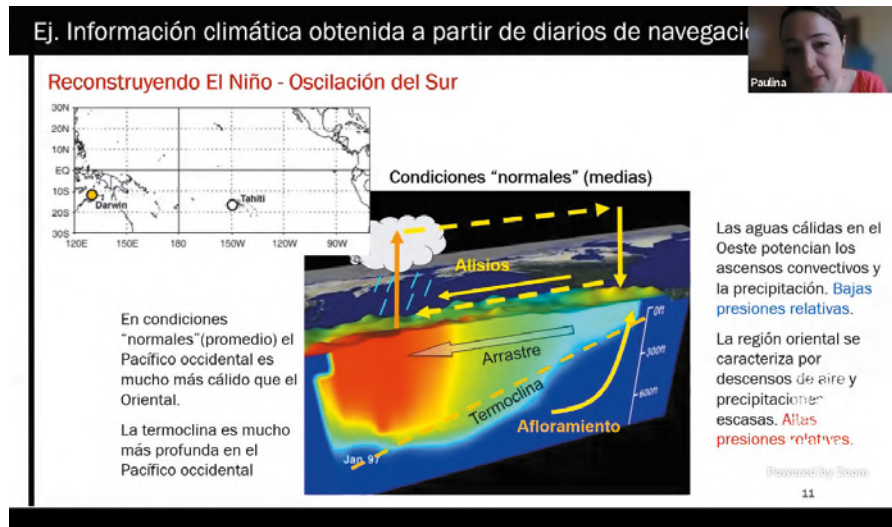 Ej. Información climática obtenida a partir de diarios de navegació
Paulina
Reconstruyendo El Niño - Oscilación del Sur
30N
20N
10N
EQ
10S
20S
30S
Darwin
Tahiti
120E 150E 180 150W 120W 90W
Condiciones “normales” (medias)
Alisios
Arrastre
Termoclina
Afloramiento
0ft
300ft
600ft
Jan. 97
En condiciones
“normales”(promedio) el
Pacífico occidental es
mucho más cálido que el
Oriental.
La termoclina es mucho
más profunda en el
Pacífico occidental
Las aguas cálidas en el
Oeste potencian los
ascensos convectivos y
la precipitación. Bajas
presiones relativas.
La región oriental se
caracteriza por
descensos de aire y
precipitaciones
escasas. Altas
presiones relativas.
Powered by Zoom
11